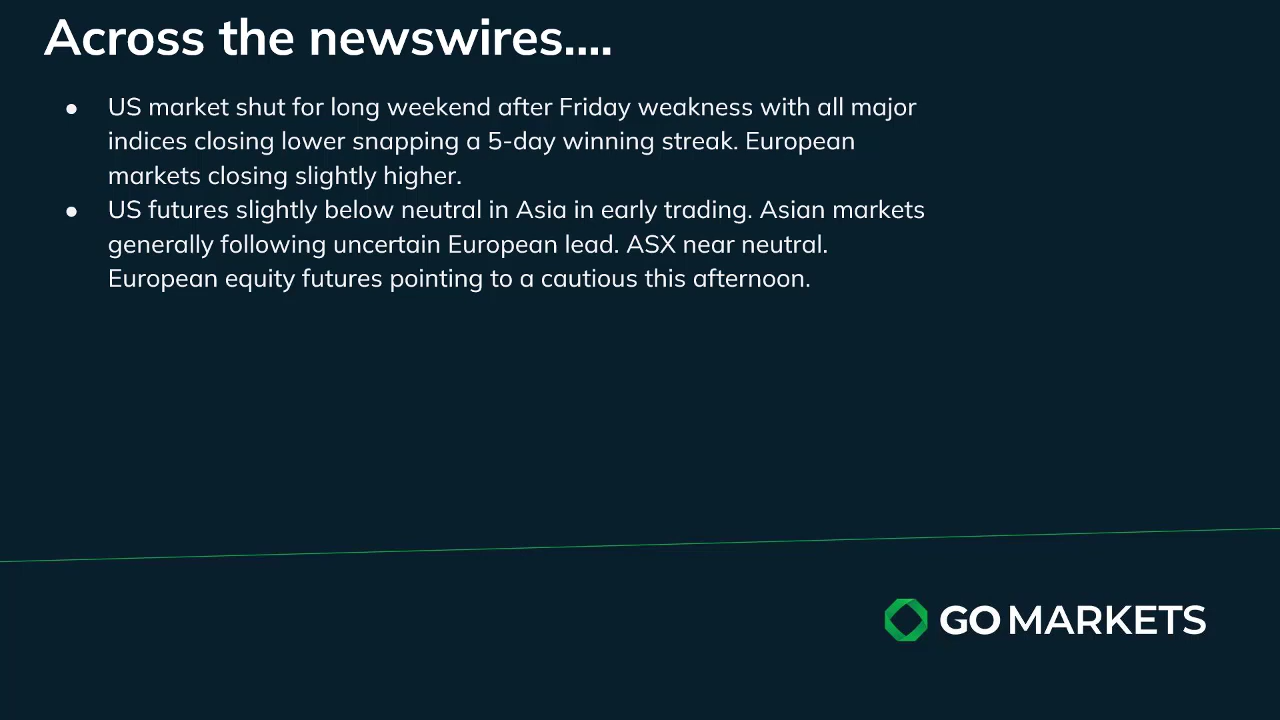 Across the newswires....
● US market shut for long weekend after Friday weakness with all major
indices closing lower snapping a 5-day winning streak. European
markets closing slightly higher.
● US futures slightly below neutral in Asia in early trading. Asian markets
generally following uncertain European lead. ASX near neutral.
European equity futures pointing to a cautious this afternoon.
GO MARKETS